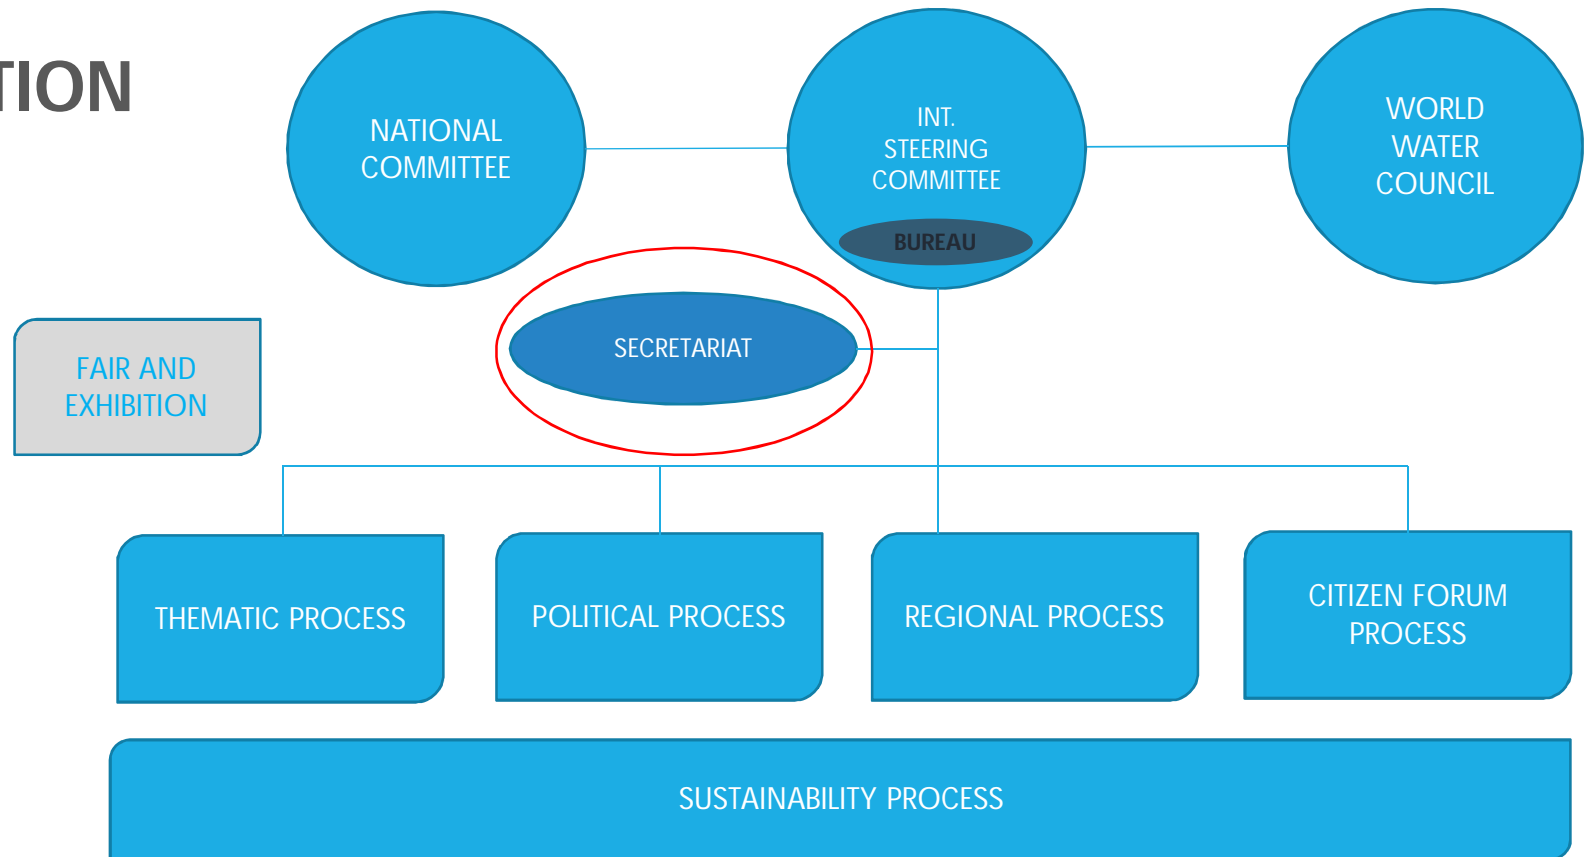 TION
NATIONAL
COMMITTEE
INT.
STEERING
COMMITTEE
BUREAU
WORLD
WATER
COUNCIL
SECRETARIAT
FAIR AND
EXHIBITION
THEMATIC PROCESS
POLITICAL PROCESS
REGIONAL PROCESS
CITIZEN FORUM
PROCESS
SUSTAINABILITY PROCESS